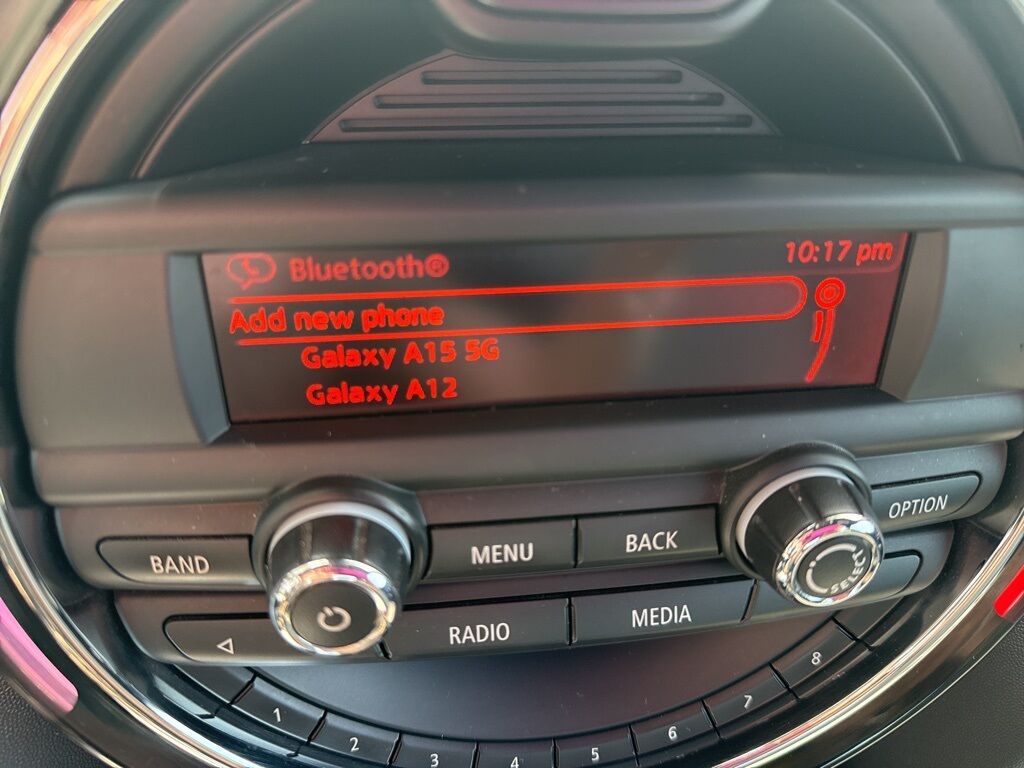 Bluetooth® 10:17 pm
Add new phone
Galaxy A15 5G
Galaxy A12
BAND MENU BACK SELECT OPTION
RADIO MEDIA
1 2 3 4 5 6 7 8